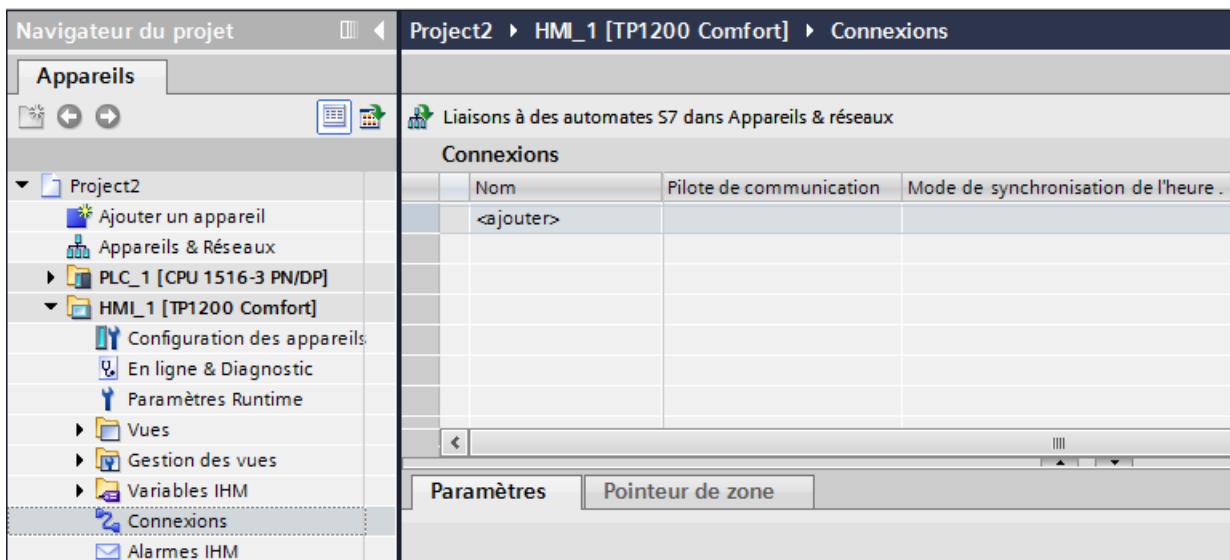 Navigateur du projet
Project2 HMI_1 [TP1200 Comfort] Connexions
Appareils
Liaisons à des automates S7 dans Appareils & réseaux
Connexions
Nom Pilote de communication Mode de synchronisation de l'heure .
<ajouter>
Project2
Ajouter un appareil
Appareils & Réseaux
PLC_1 [CPU 1516-3 PN/DP]
HMI_1 [TP1200 Comfort]
Configuration des appareils
En ligne & Diagnostic
Paramètres Runtime
Vues
Gestion des vues
Variables IHM
Connexions
Alarmes IHM
Paramètres Pointeur de zone